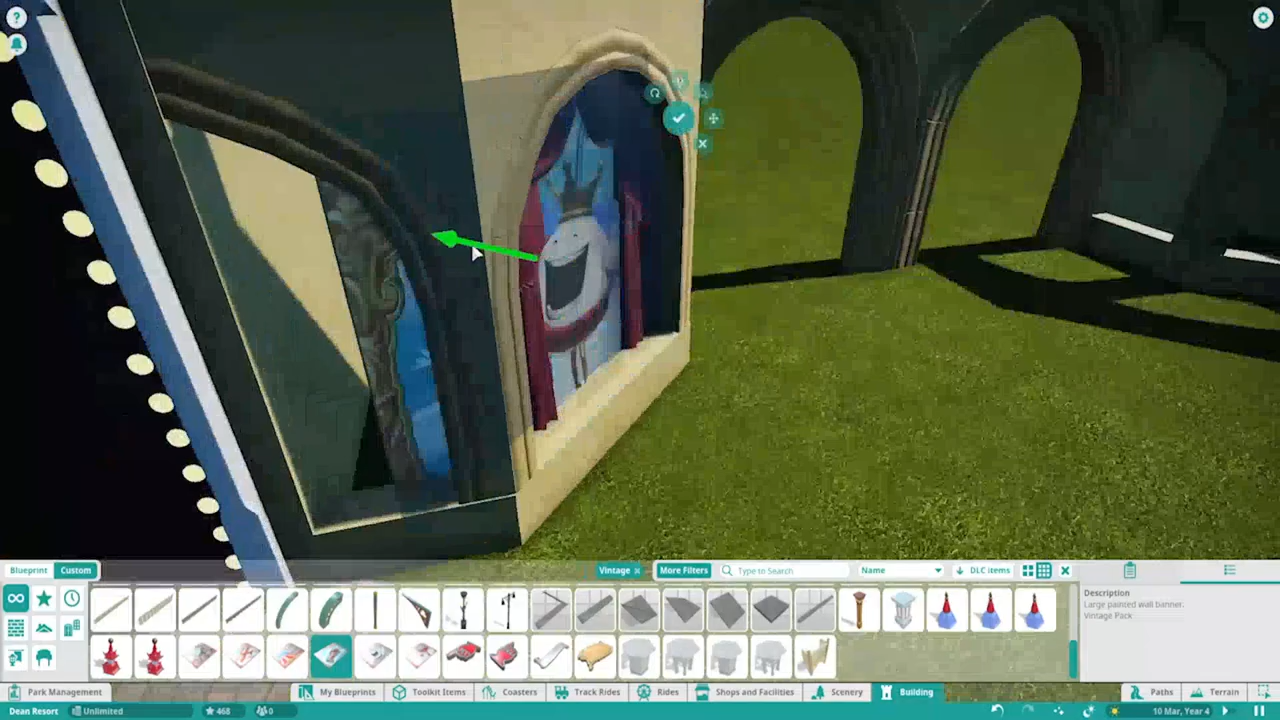 ?
Blueprint
Custom
Vintage ×
More Filters
Type to Search
Name
DLC items
Description
Large painted wall banner.
Vintage Pack
Park Management
My Blueprints
Toolkit Items
Coasters
Track Rides
Rides
Shops and Facilities
Scenery
Building
Paths
Terrain
Dean Resort
Unlimited
468
0
10 Mar, Year 4